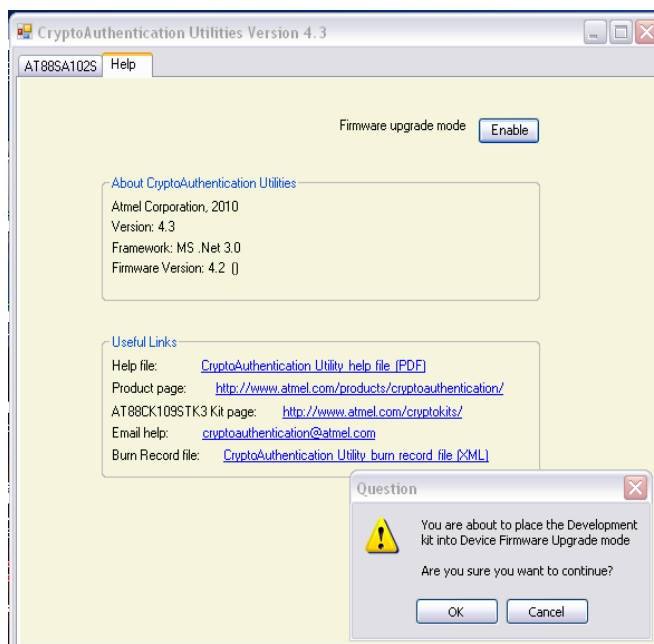 CryptoAuthentication Utilities Version 4.3
AT88SA102S Help
Firmware upgrade mode Enable
About CryptoAuthentication Utilities
Atmel Corporation, 2010
Version: 4.3
Framework: MS .Net 3.0
Firmware Version: 4.2 ()
Useful Links
Help file: CryptoAuthentication Utility help file (PDF)
Product page: http://www.atmel.com/products/cryptoauthentication/
AT88CK109STK3 Kit page: http://www.atmel.com/cryptokits/
Email help: cryptoauthentication@atmel.com
Burn Record file: CryptoAuthentication Utility burn record file (XML)
Question
You are about to place the Development
kit into Device Firmware Upgrade mode
Are you sure you want to continue?
OK Cancel